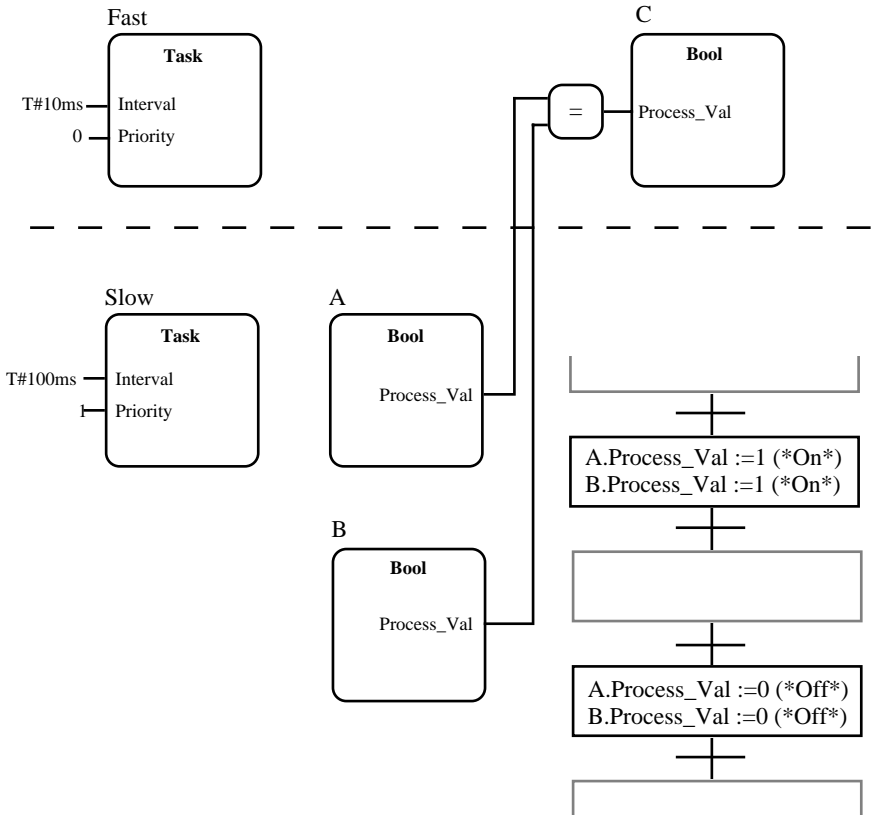 Fast
Task
T#10ms
Interval
0
Priority
C
Bool
=
Process_Val
Slow
Task
T#100ms
Interval
1
Priority
A
Bool
Process_Val
B
Bool
Process_Val
A.Process_Val :=1 (*On*)
B.Process_Val :=1 (*On*)
A.Process_Val :=0 (*Off*)
B.Process_Val :=0 (*Off*)